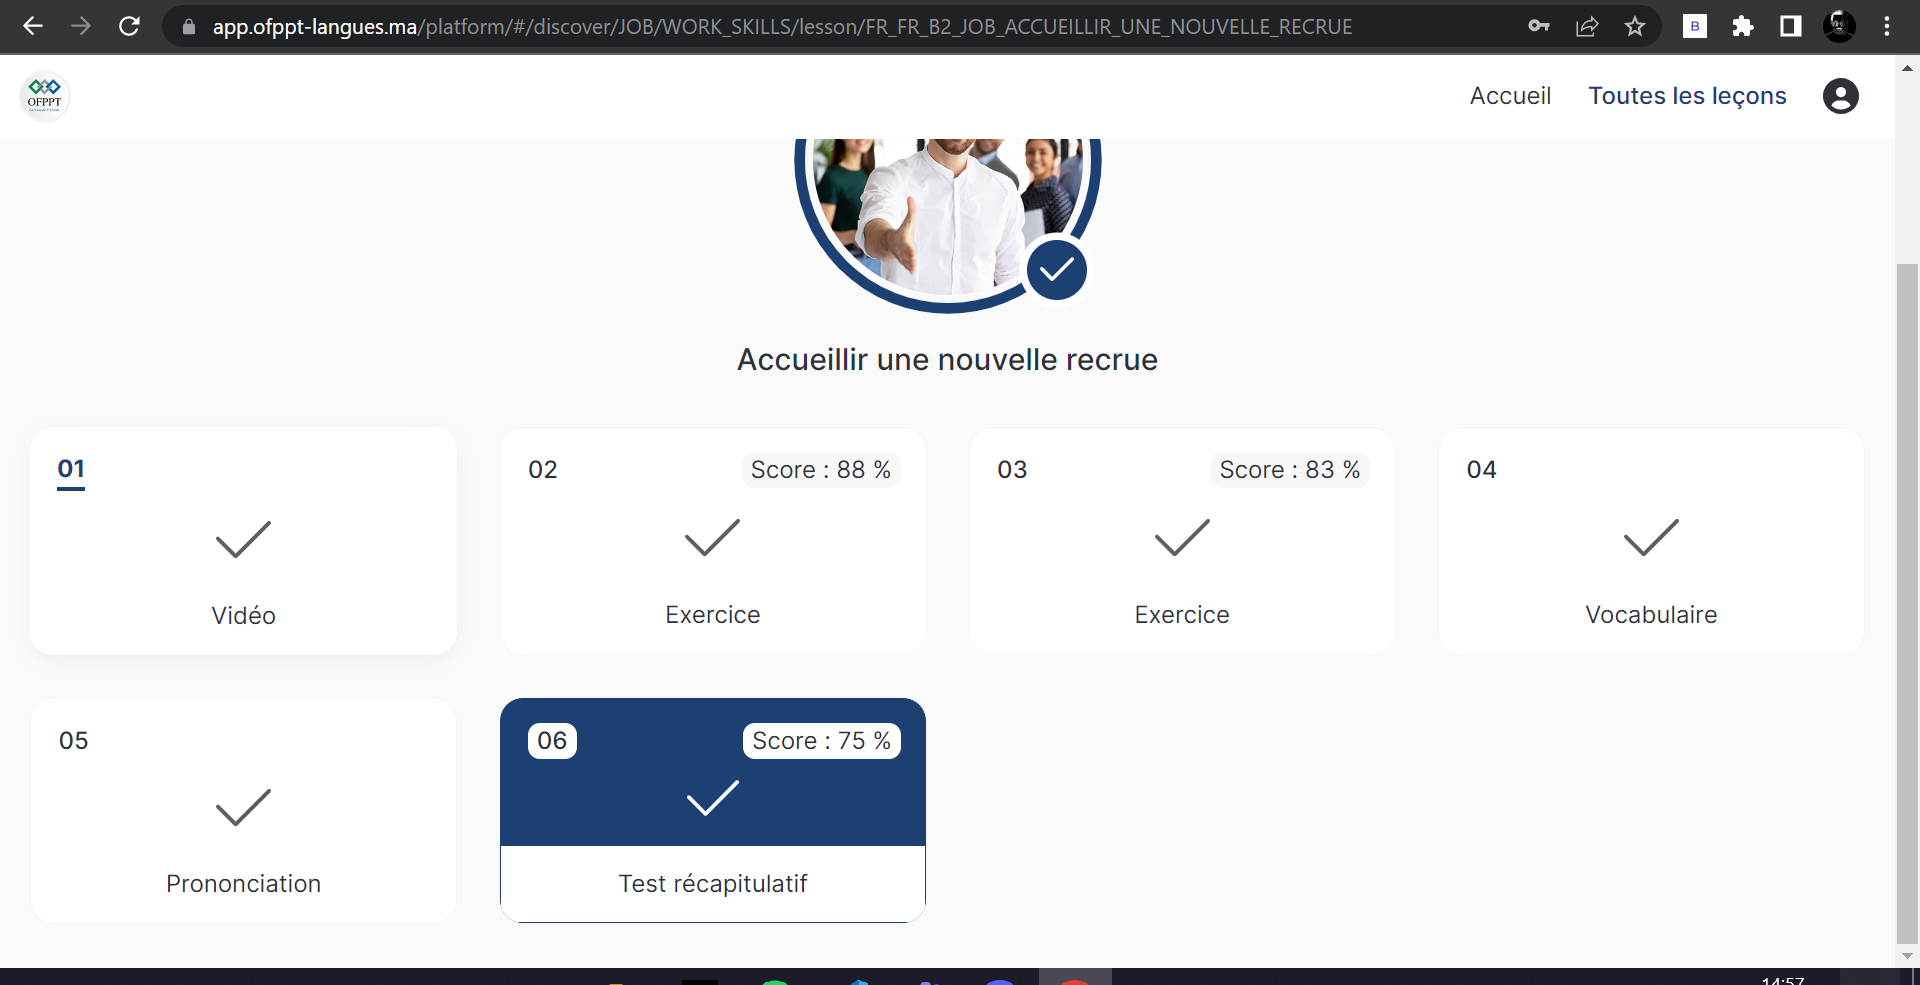 app.ofppt-langues.ma/platform/#/discover/JOB/WORK_SKILLS/lesson/FR_FR_B2_JOB_ACCUEILLIR_UNE_NOUVELLE_RECRUE
B
OFPPT
Accueil
Toutes les leçons
Accueillir une nouvelle recrue
01
Vidéo
02
Score : 88 %
Exercice
03
Score : 83 %
Exercice
04
Vocabulaire
05
Prononciation
06
Score : 75 %
Test récapitulatif
14:57